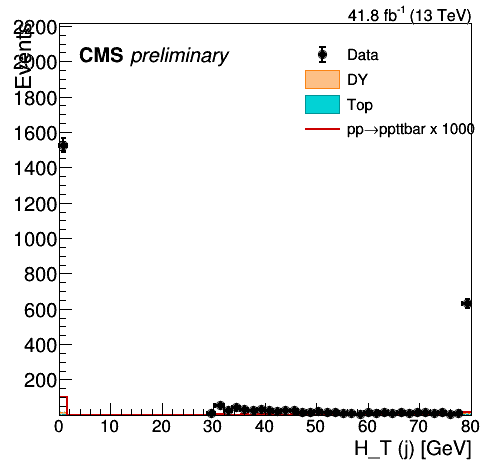 41.8 fb-1 (13 TeV)
Events
CMS preliminary
Data
DY
Top
pp→ppttbar x 1000
2200
2000
1800
1600
1400
1200
1000
800
600
400
200
0 10 20 30 40 50 60 70 80
H_T (j) [GeV]